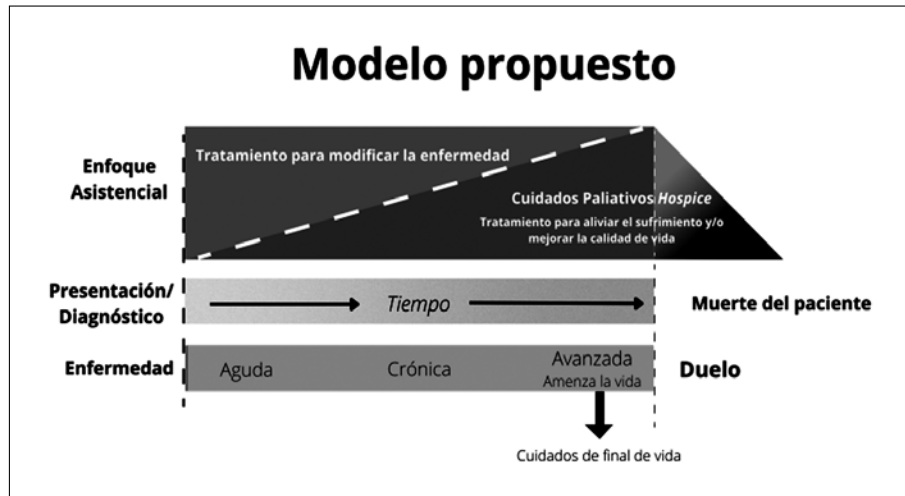 Modelo propuesto
Enfoque
Asistencial
Tratamiento para modificar la enfermedad
Cuidados Paliativos Hospice
Tratamiento para aliviar el sufrimiento y/o
mejorar la calidad de vida
Presentación/
Diagnóstico
Tiempo
Muerte del paciente
Enfermedad
Aguda
Crónica
Avanzada
Amenza la vida
Duelo
Cuidados de final de vida